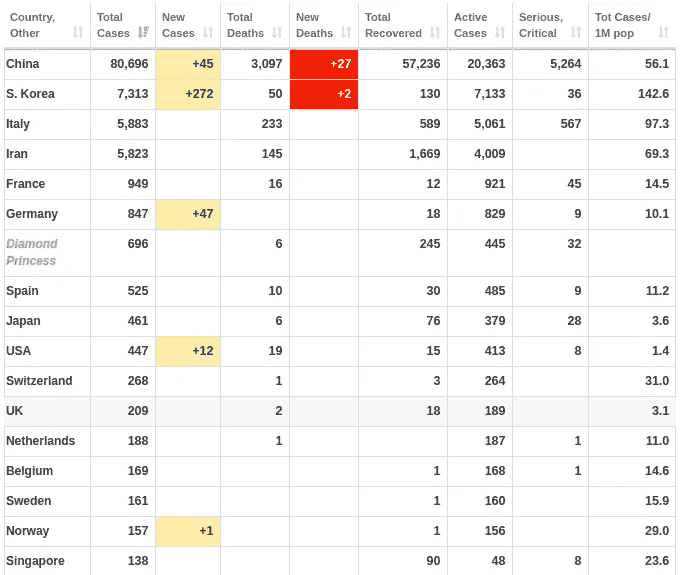 Country, Other Total Cases New Cases Total Deaths New Deaths Total Recovered Active Cases Serious, Critical Tot Cases/ 1M pop
China 80,696 +45 3,097 +27 57,236 20,363 5,264 56.1
S. Korea 7,313 +272 50 +2 130 7,133 36 142.6
Italy 5,883 233 589 5,061 567 97.3
Iran 5,823 145 1,669 4,009 69.3
France 949 16 12 921 45 14.5
Germany 847 +47 18 829 9 10.1
Diamond Princess 696 6 245 445 32
Spain 525 10 30 485 9 11.2
Japan 461 6 76 379 28 3.6
USA 447 +12 19 15 413 8 1.4
Switzerland 268 1 3 264 31.0
UK 209 2 18 189 3.1
Netherlands 188 1 187 1 11.0
Belgium 169 1 168 1 14.6
Sweden 161 1 160 15.9
Norway 157 +1 1 156 29.0
Singapore 138 90 48 8 23.6